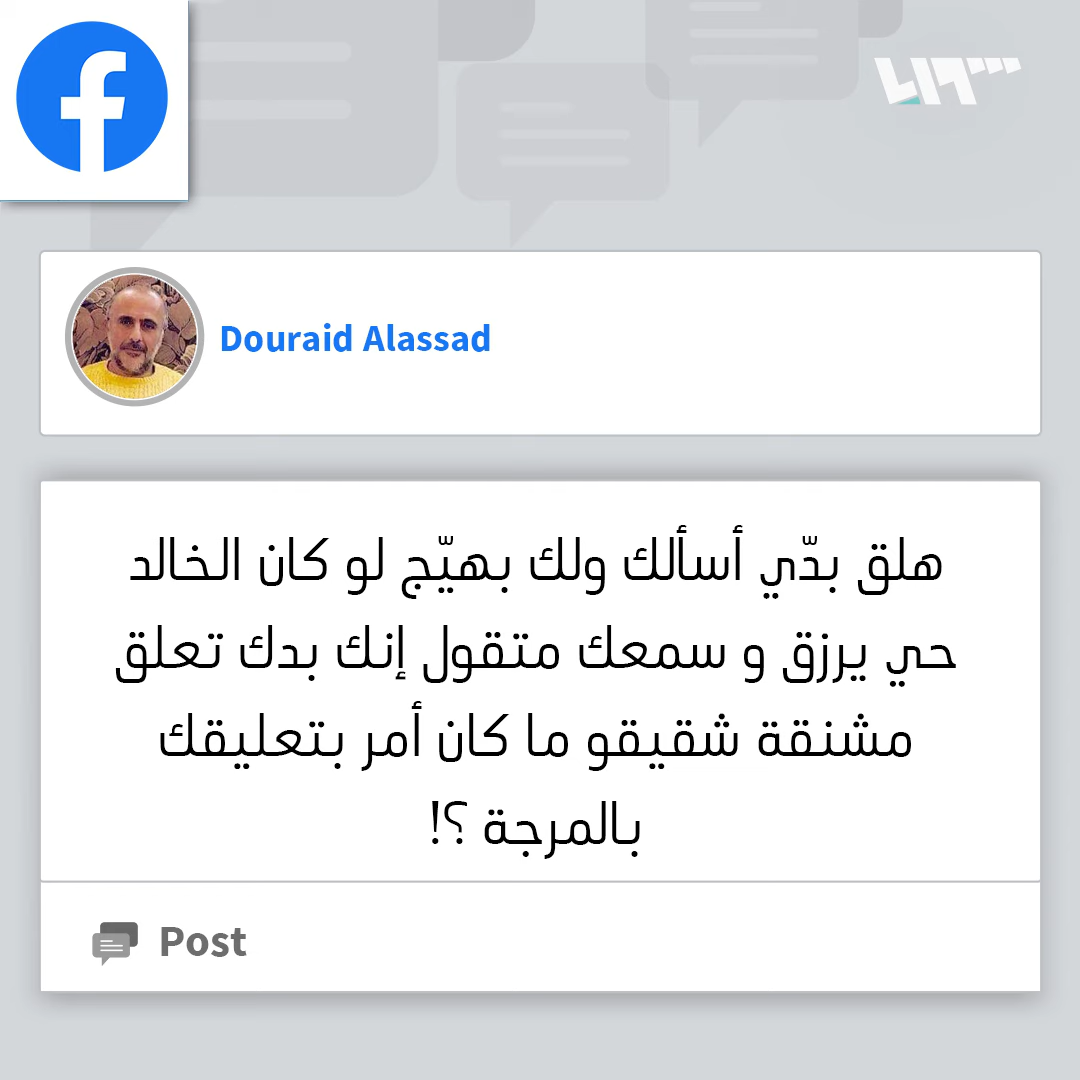 Douraid Alassad
هلق بدّي أسألك ولك بهيّج لو كان الخالد
حي يرزق و سمعك متقول إنك بدك تعلق
مشنقة شقيقو ما كان أمر بتعليقك
بالمرجة ؟!
Post